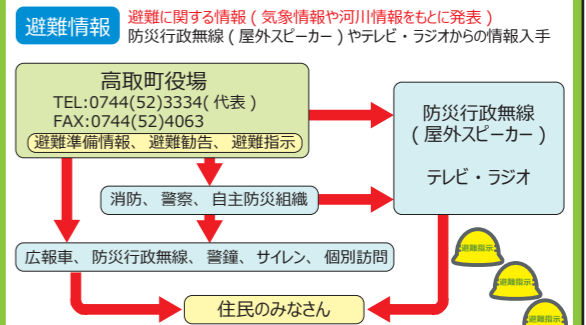 避難情報
避難に関する情報(気象情報や河川情報をもとに発表)
防災行政無線(屋外スピーカー)やテレビ・ラジオからの情報入手
高取町役場
TEL:0744(52)3334(代表)
FAX:0744(52)4063
避難準備情報、避難勧告、避難指示
防災行政無線
(屋外スピーカー)
テレビ・ラジオ
消防、警察、自主防災組織
広報車、防災行政無線、警鐘、サイレン、個別訪問
住民のみなさん
避難指示
避難指示
避難指示